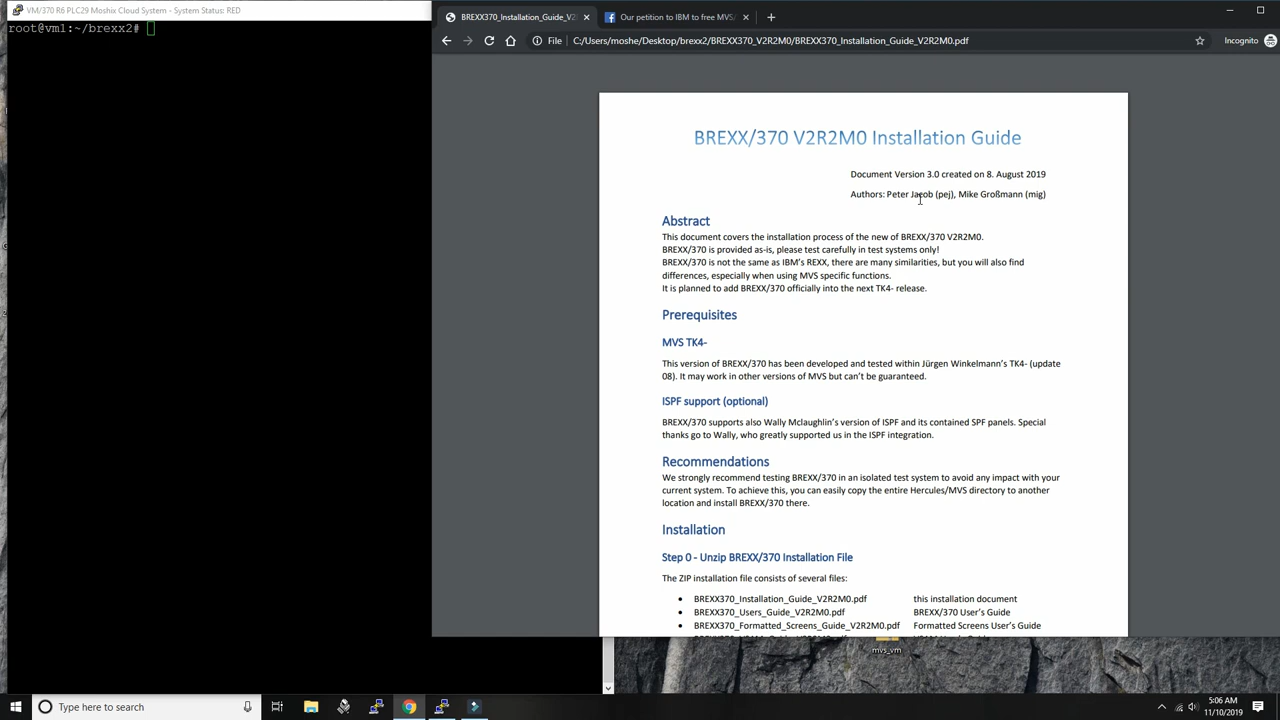 VM/370 R6 PLC29 Moshix Cloud System - System Status: RED
root@vm1:~/brexx2#
BREXX370_Installation_Guide_V2
Our petition to IBM to free MVS/
File
C:/Users/moshe/Desktop/brexx2/BREXX370_V2R2M0/BREXX370_Installation_Guide_V2R2M0.pdf
Incognito
BREXX/370 V2R2M0 Installation Guide
Document Version 3.0 created on 8. August 2019
Authors: Peter Jacob (pej), Mike Großmann (mig)
Abstract
This document covers the installation process of the new of BREXX/370 V2R2M0.
BREXX/370 is provided as-is, please test carefully in test systems only!
BREXX/370 is not the same as IBM's REXX, there are many similarities, but you will also find
differences, especially when using MVS specific functions.
It is planned to add BREXX/370 officially into the next TK4- release.
Prerequisites
MVS TK4-
This version of BREXX/370 has been developed and tested within Jürgen Winkelmann's TK4- (update
08). It may work in other versions of MVS but can't be guaranteed.
ISPF support (optional)
BREXX/370 supports also Wally Mclaughlin's version of ISPF and its contained SPF panels. Special
thanks go to Wally, who greatly supported us in the ISPF integration.
Recommendations
We strongly recommend testing BREXX/370 in an isolated test system to avoid any impact with your
current system. To achieve this, you can easily copy the entire Hercules/MVS directory to another
location and install BREXX/370 there.
Installation
Step 0 - Unzip BREXX/370 Installation File
The ZIP installation file consists of several files:
• BREXX370_Installation_Guide_V2R2M0.pdf this installation document
• BREXX370_Users_Guide_V2R2M0.pdf BREXX/370 User's Guide
• BREXX370_Formatted_Screens_Guide_V2R2M0.pdf Formatted Screens User's Guide
mvs_vm
Type here to search
5:06 AM
11/10/2019